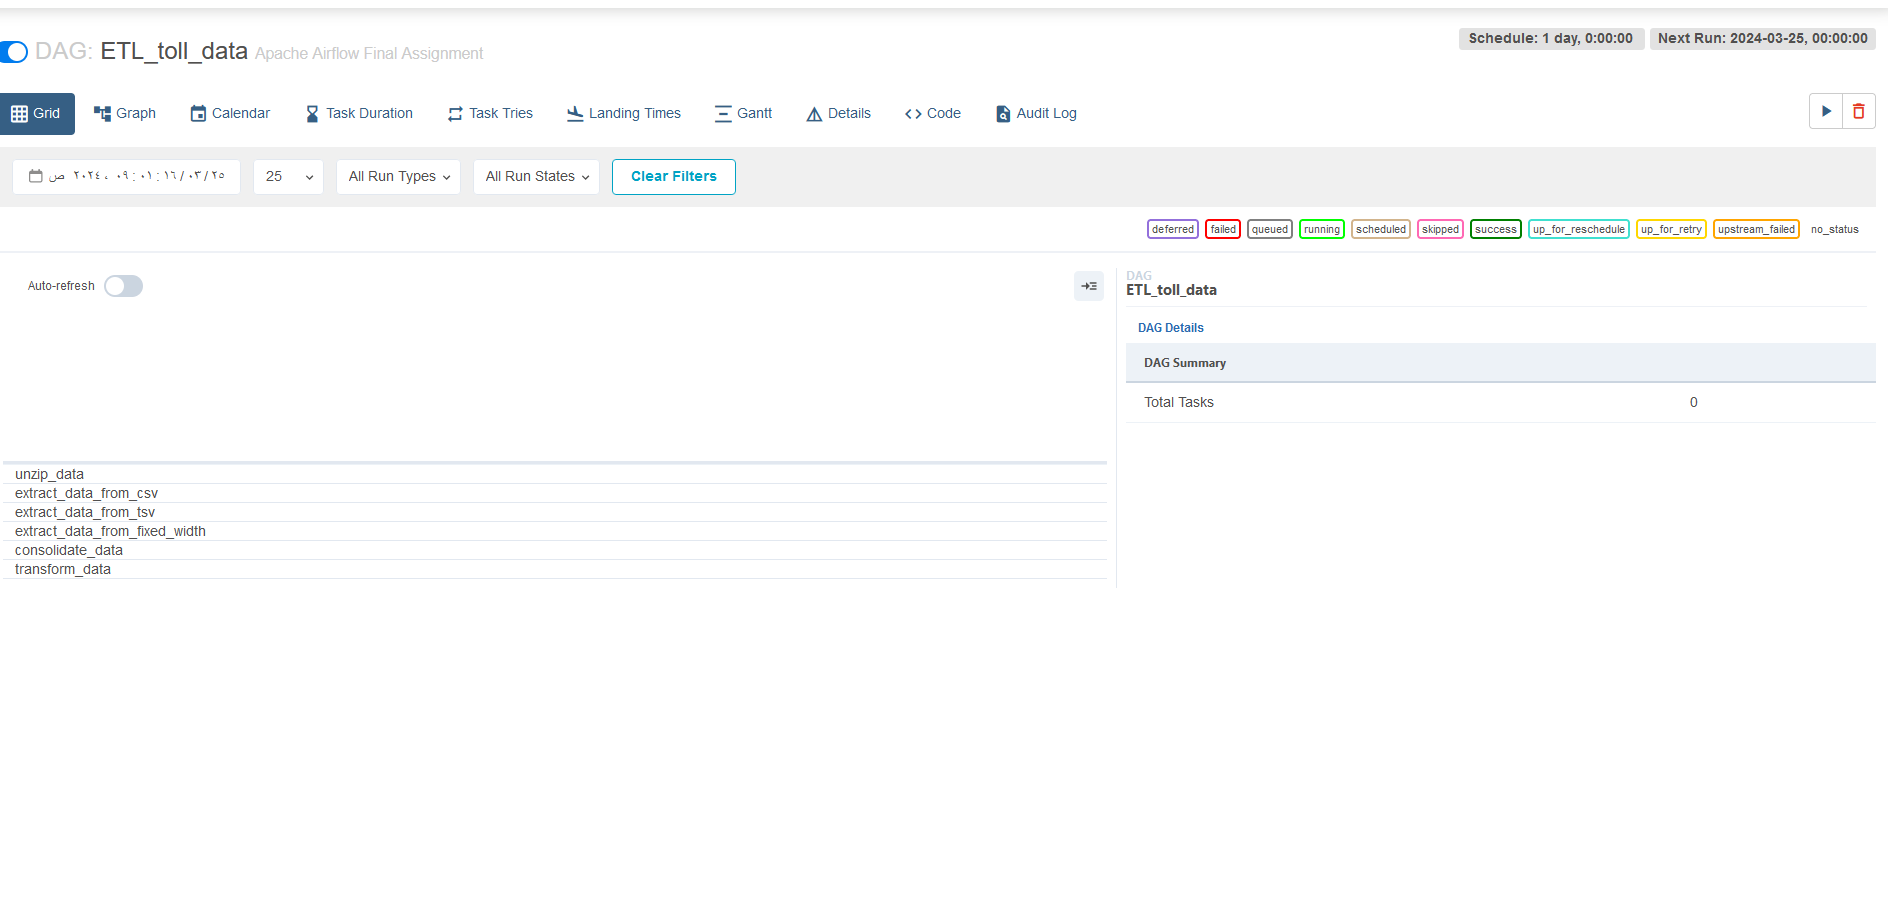 DAG: ETL_toll_data Apache Airflow Final Assignment
Schedule: 1 day, 0:00:00
Next Run: 2024-03-25, 00:00:00
Grid
Graph
Calendar
Task Duration
Task Tries
Landing Times
Gantt
Details
Code
Audit Log
٢٥/٠٣/٢٠٢٤، ٠٩:٠١:١٦ ص
25
All Run Types
All Run States
Clear Filters
deferred
failed
queued
running
scheduled
skipped
success
up_for_reschedule
up_for_retry
upstream_failed
no_status
Auto-refresh
DAG
ETL_toll_data
DAG Details
DAG Summary
Total Tasks 0
unzip_data
extract_data_from_csv
extract_data_from_tsv
extract_data_from_fixed_width
consolidate_data
transform_data